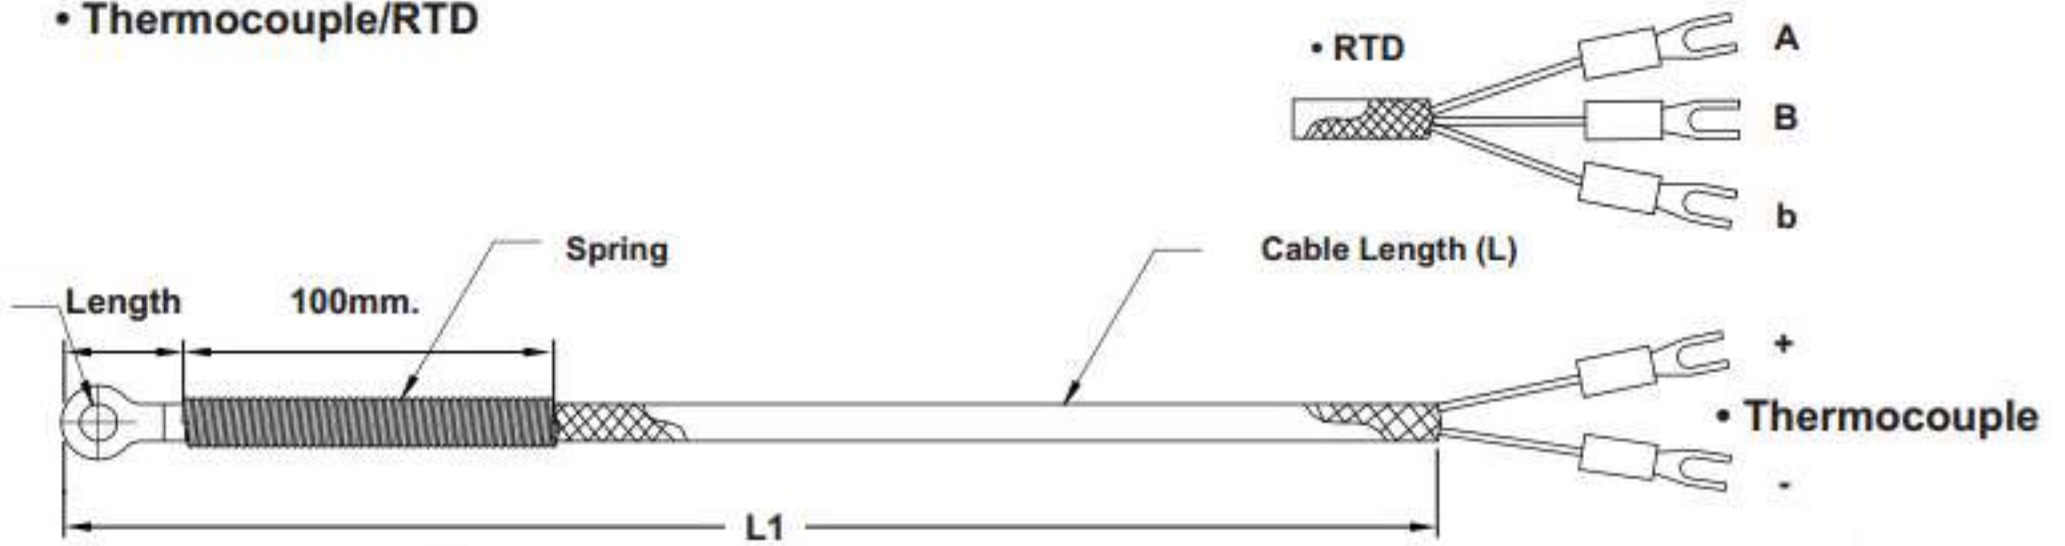 • Thermocouple/RTD
• RTD
A
B
b
Spring
Cable Length (L)
Length
100mm.
+
• Thermocouple
-
L1